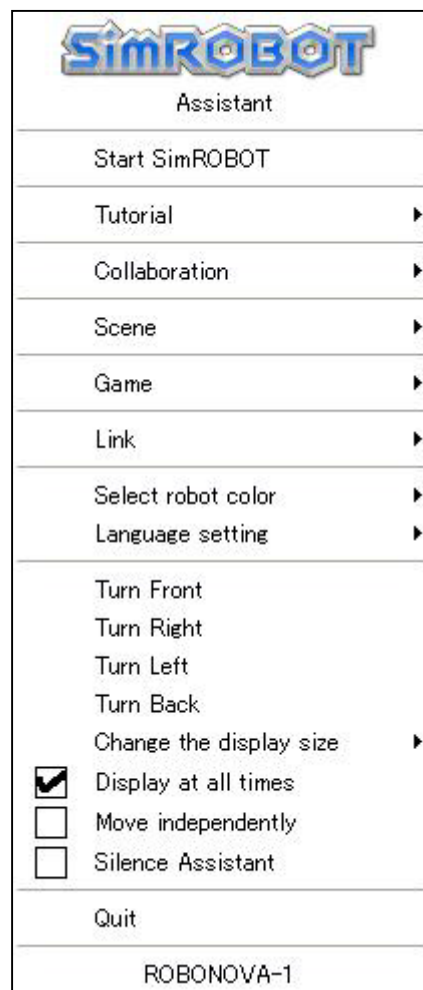 SimROBOT
Assistant
Start SimROBOT
Tutorial
Collaboration
Scene
Game
Link
Select robot color
Language setting
Turn Front
Turn Right
Turn Left
Turn Back
Change the display size
Display at all times
Move independently
Silence Assistant
Quit
ROBONOVA-1